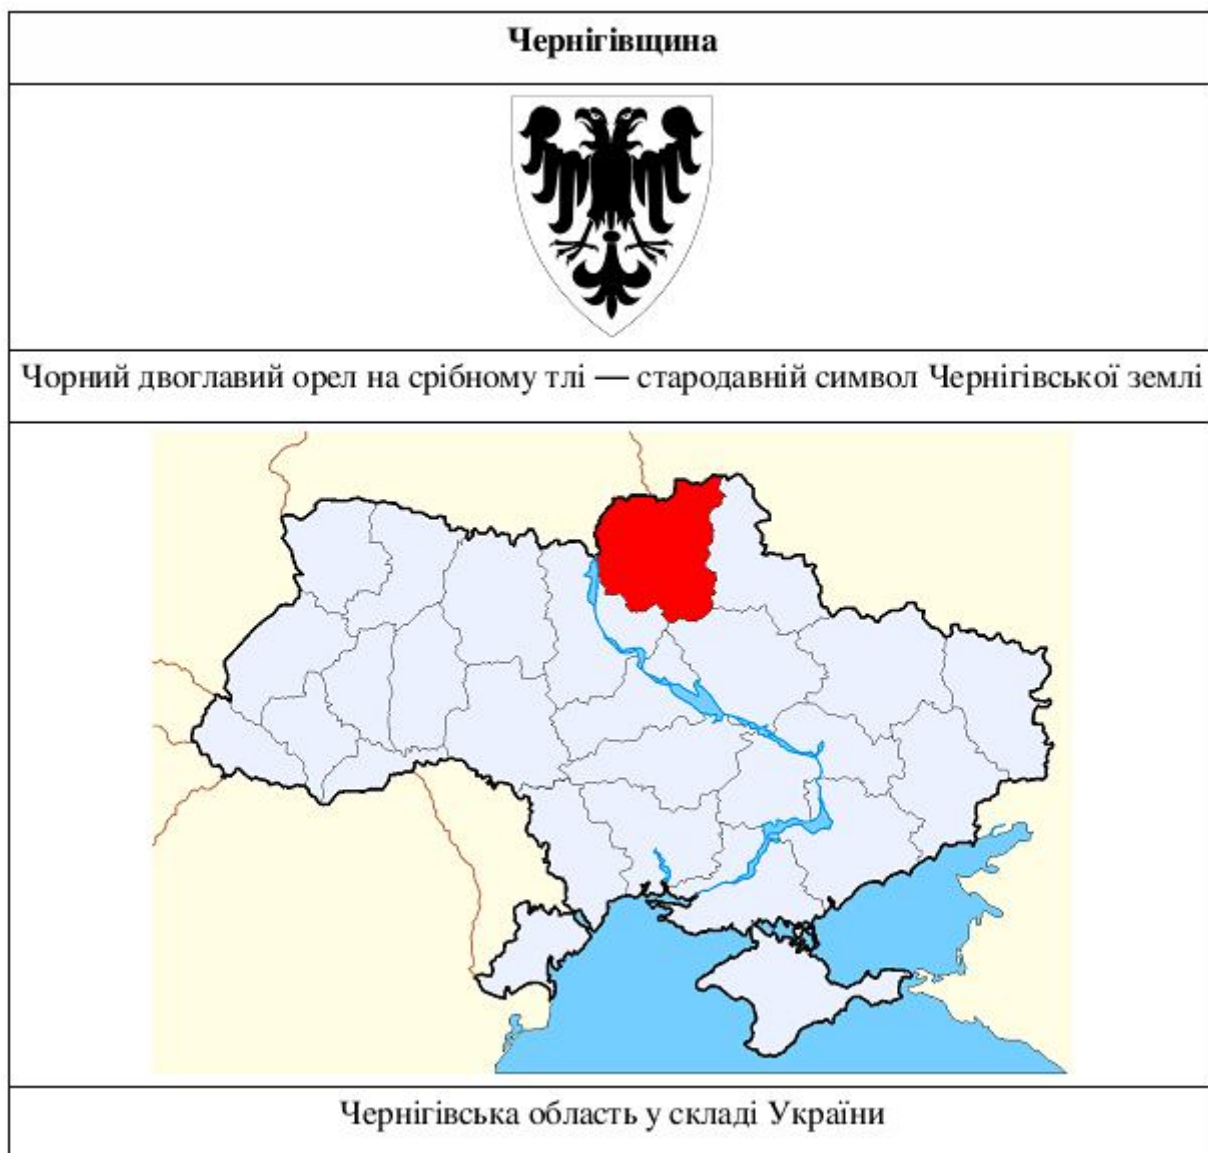 Чернігівщина
Чорний двоглавий орел на срібному тлі — стародавній символ Чернігівської землі
Чернігівська область у складі України